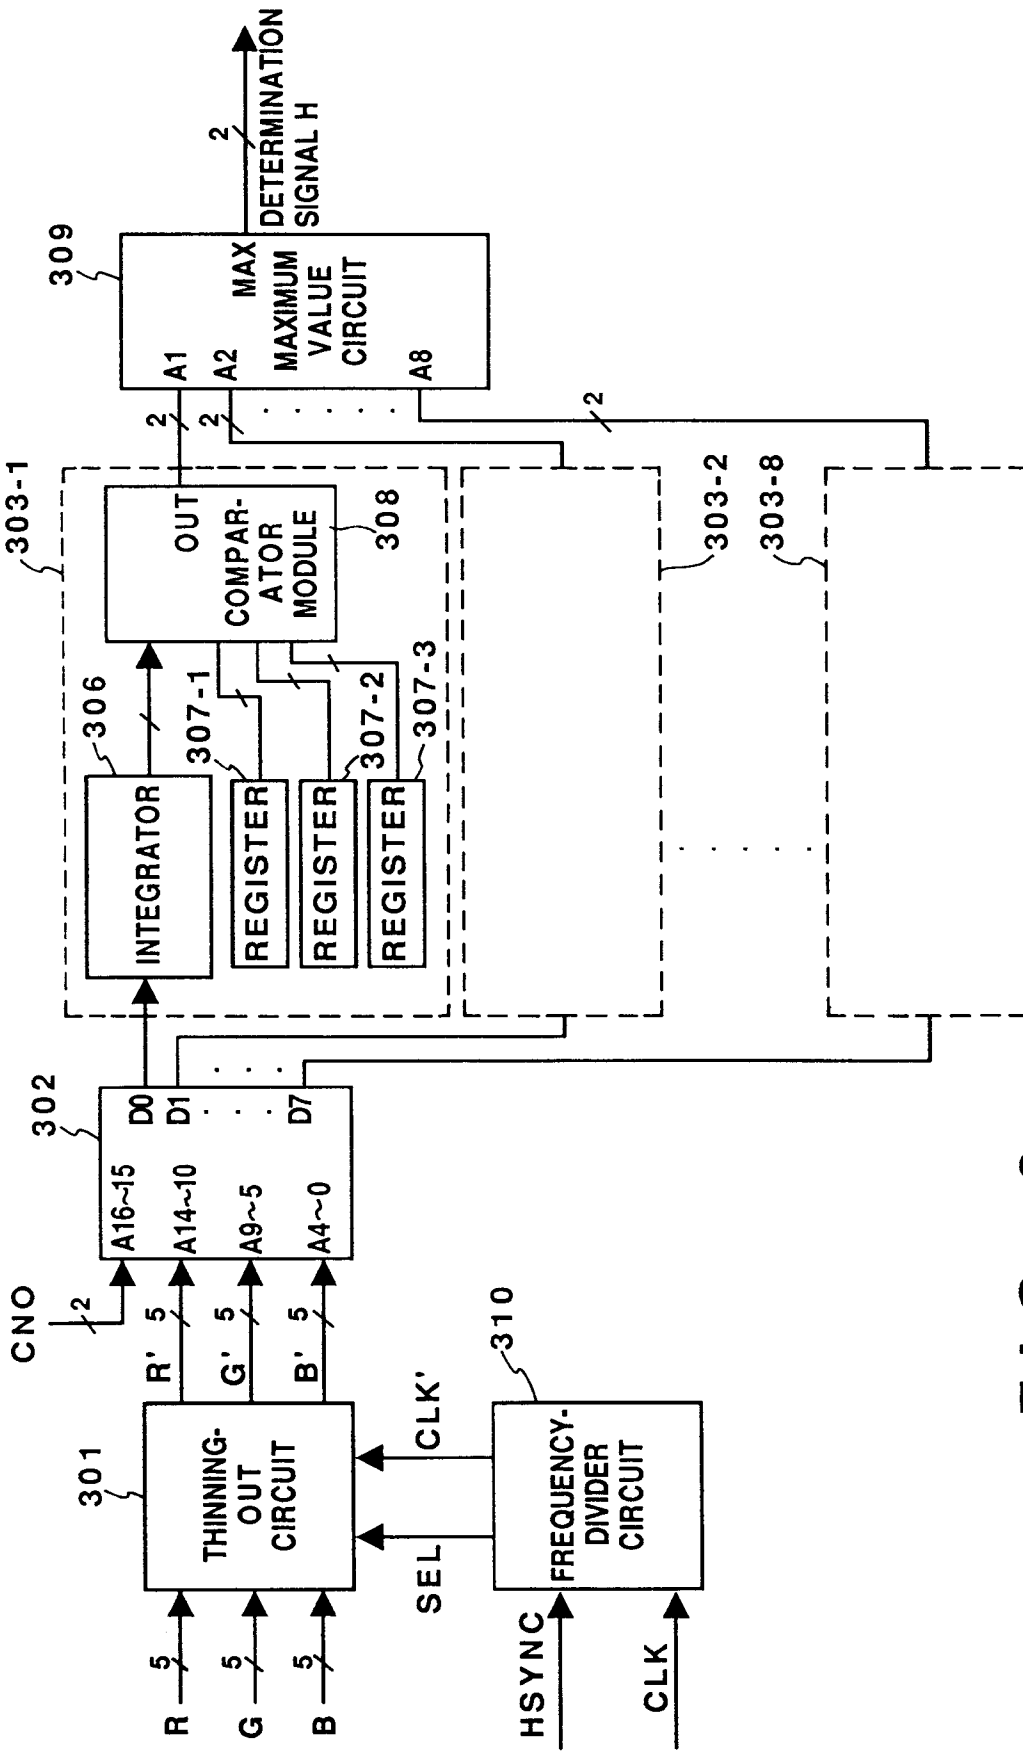 R
5
G
5
B
5
301
THINNING-
OUT
CIRCUIT
R'
5
G'
5
B'
5
CNO
2
302
A16~15
A14~10
A9~5
A4~0
D0
D1
D7
HSYNC
CLK
310
FREQUENCY-
DIVIDER
CIRCUIT
SEL
CLK'
303-1
306
INTEGRATOR
REGISTER
307-1
REGISTER
307-2
REGISTER
307-3
OUT
COMPAR-
ATOR
MODULE
308
303-2
303-8
2
2
2
309
A1
A2
A8
MAX
MAXIMUM
VALUE
CIRCUIT
2
DETERMINATION
SIGNAL H